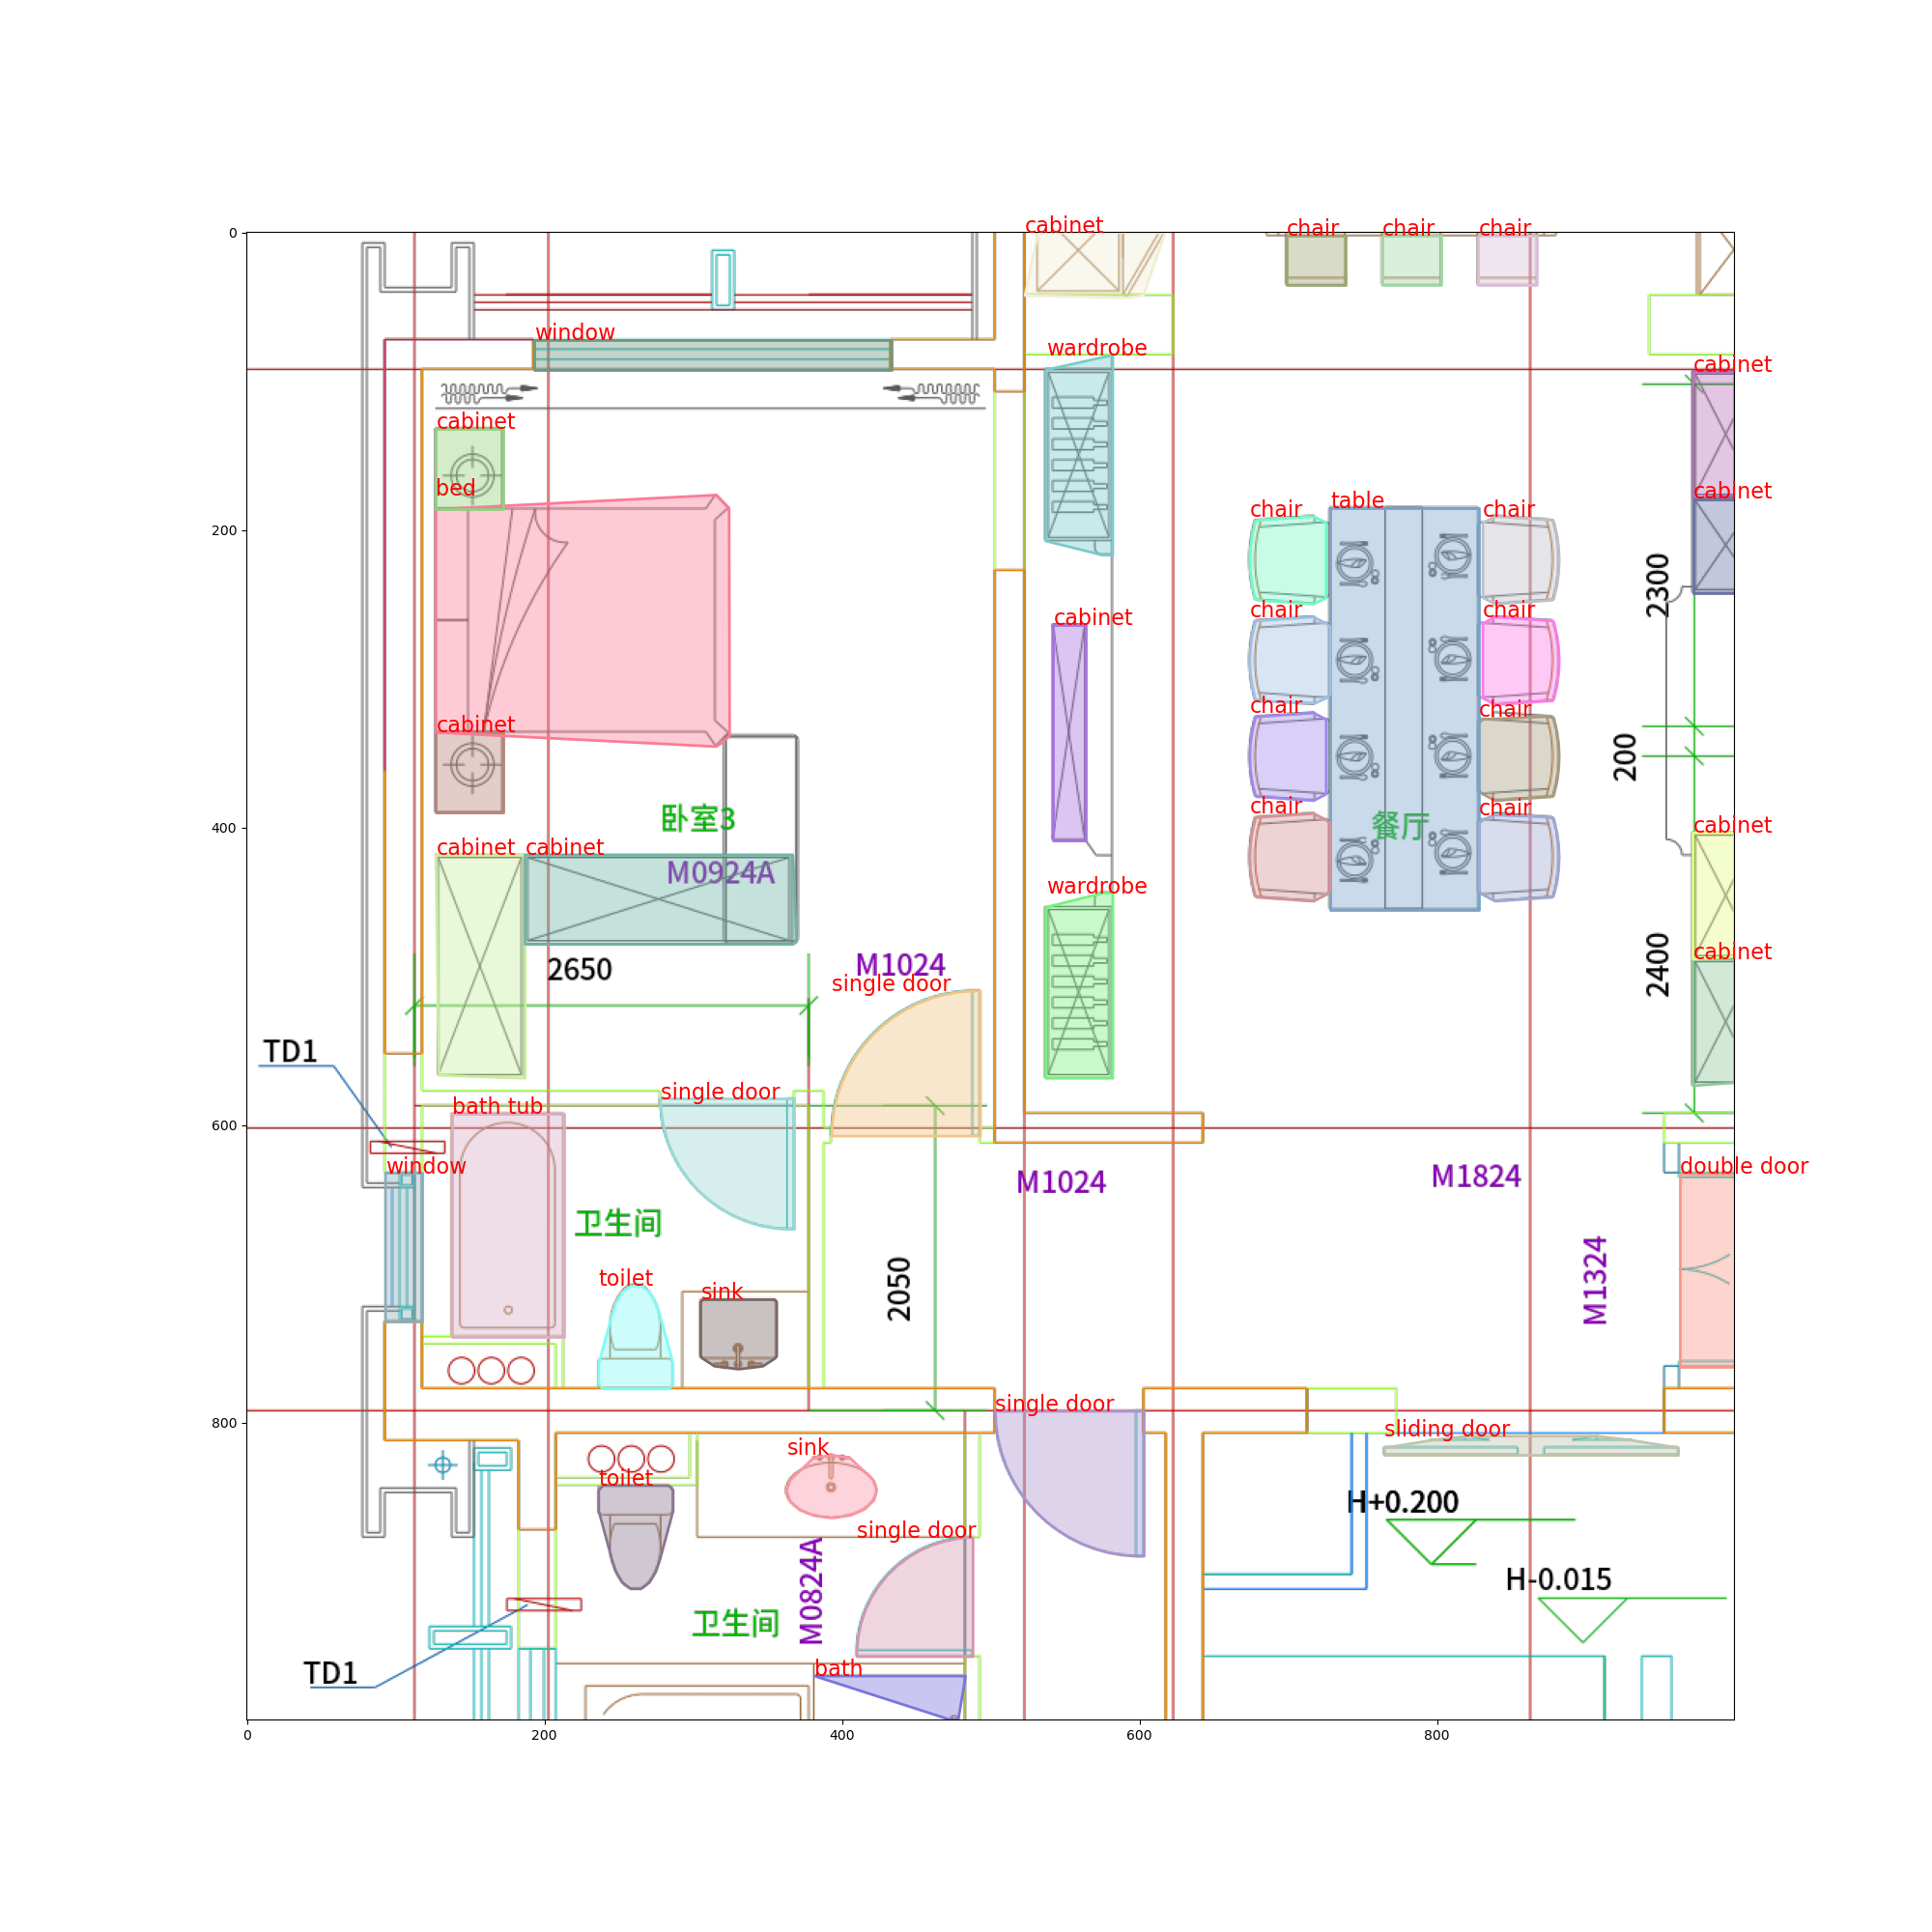 cabinet
chair
chair
chair
0
window
wardrobe
cabinet
cabinet
bed
cabinet
200
chair
table
chair
2300
cabinet
chair
chair
cabinet
chair
chair
200
卧室3
400
chair
餐厅
chair
cabinet
cabinet
cabinet
M0924A
wardrobe
2650
M1024
single door
2400
cabinet
TD1
single door
bath tub
600
window
M1024
M1824
double door
卫生间
M1324
2050
toilet
sink
800
single door
sliding door
sink
toilet
H+0.200
single door
M0824A
H-0.015
卫生间
TD1
bath
0
200
400
600
800